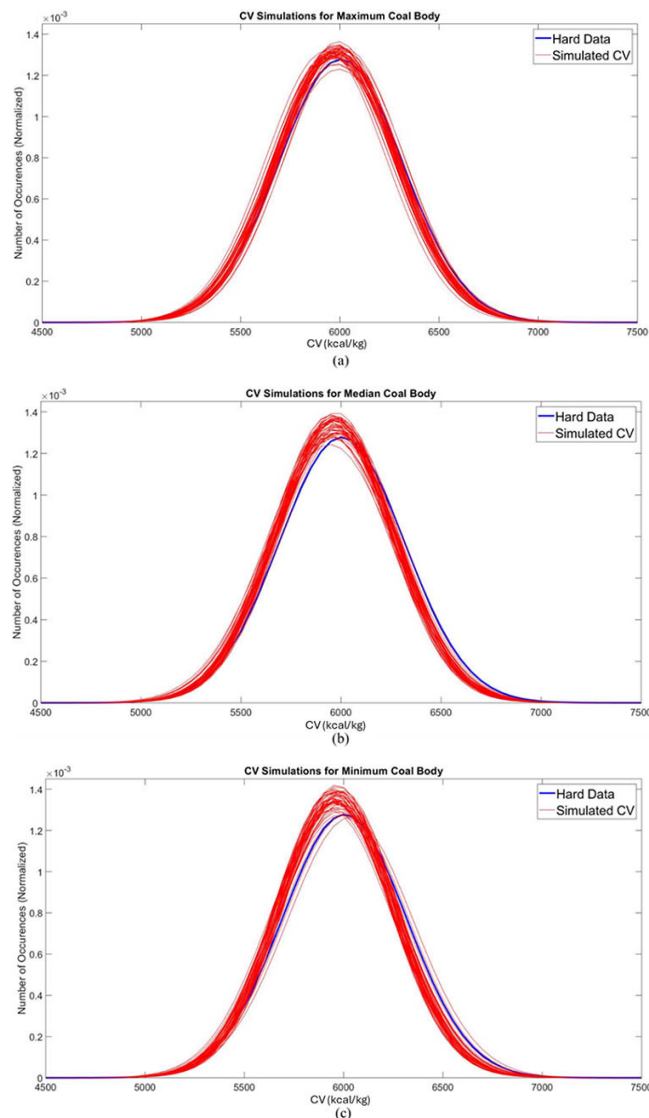 CV Simulations for Maximum Coal Body
×10⁻³
Hard Data
Simulated CV
1.4
1.2
1
0.8
0.6
0.4
0.2
0
Number of Occurences (Normalized)
4500 5000 5500 6000 6500 7000 7500
CV (kcal/kg)
(a)
CV Simulations for Median Coal Body
×10⁻³
Hard Data
Simulated CV
1.4
1.2
1
0.8
0.6
0.4
0.2
0
Number of Occurences (Normalized)
4500 5000 5500 6000 6500 7000 7500
CV (kcal/kg)
(b)
CV Simulations for Minimum Coal Body
×10⁻³
Hard Data
Simulated CV
1.4
1.2
1
0.8
0.6
0.4
0.2
0
Number of Occurences (Normalized)
4500 5000 5500 6000 6500 7000 7500
CV (kcal/kg)
(c)